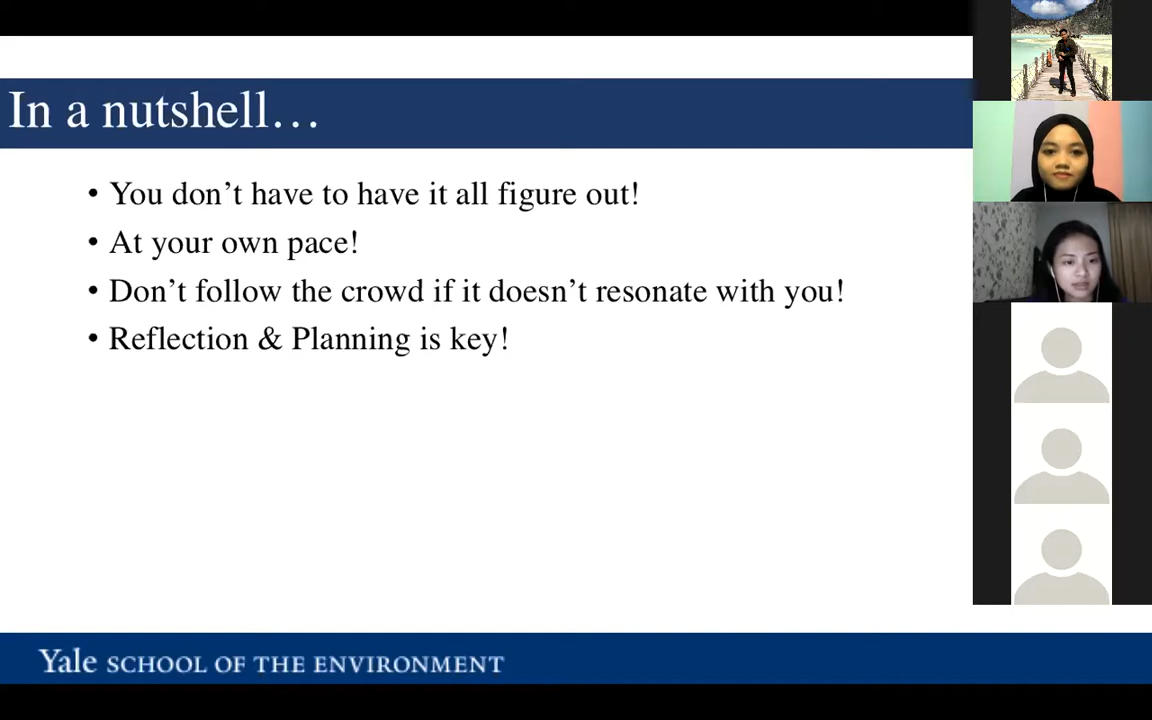 In a nutshell…
• You don’t have to have it all figure out!
• At your own pace!
• Don’t follow the crowd if it doesn’t resonate with you!
• Reflection & Planning is key!
Yale SCHOOL OF THE ENVIRONMENT